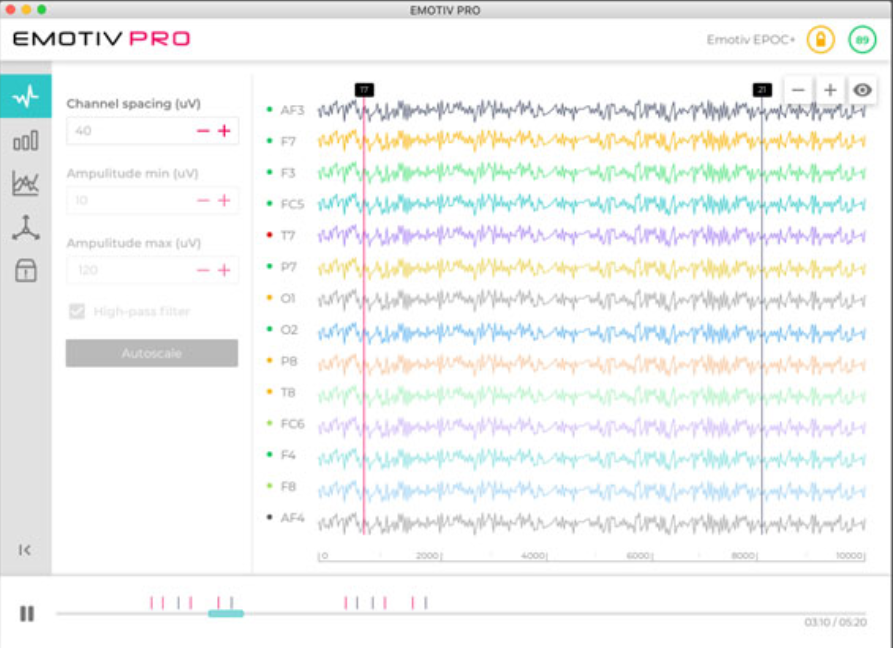 EMOTIV PRO
EMOTIV PRO
Emotiv EPOC+
89
Channel spacing (uV)
40
Ampulitude min (uV)
10
Ampulitude max (uV)
120
High-pass filter
Autoscale
17
21
AF3
F7
F3
FC5
T7
P7
O1
O2
P8
T8
FC6
F4
F8
AF4
0 2000 4000 6000 8000 10000
03:10 / 05:20